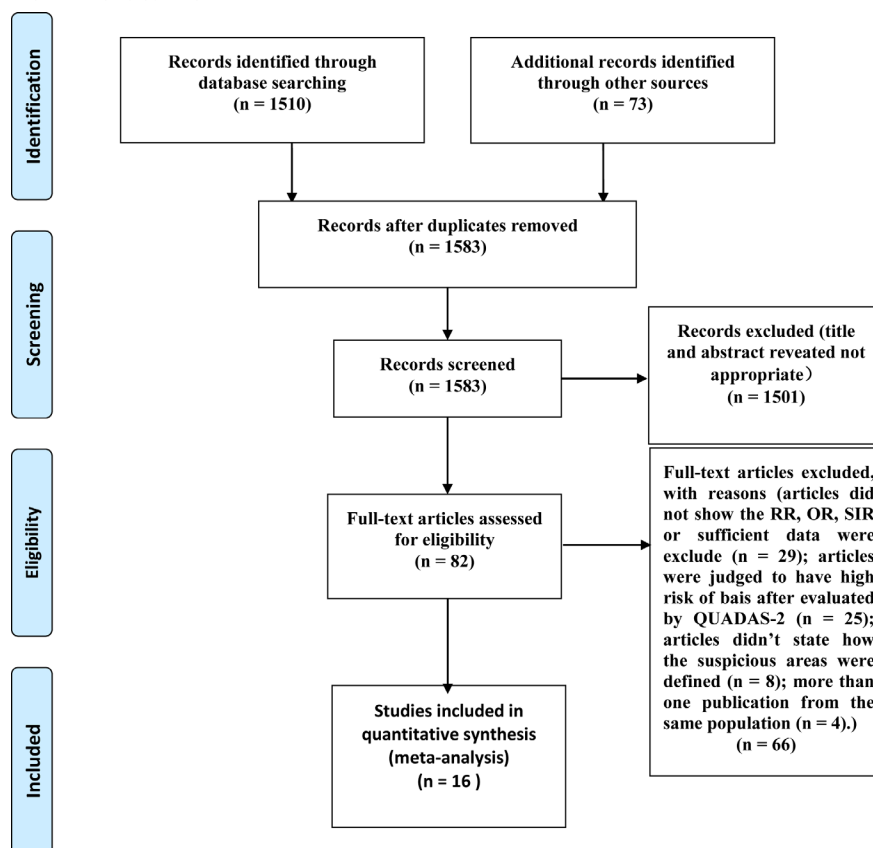 Identification
Records identified through
database searching
(n = 1510)
Additional records identified
through other sources
(n = 73)
Records after duplicates removed
(n = 1583)
Screening
Records screened
(n = 1583)
Records excluded (title
and abstract reveated not
appropriate）
(n = 1501)
Eligibility
Full-text articles assessed
for eligibility
(n = 82)
Full-text articles excluded,
with reasons (articles did
not show the RR, OR, SIR
or sufficient data were
exclude (n = 29); articles
were judged to have high
risk of bais after evaluated
by QUADAS-2 (n = 25);
articles didn’t state how
the suspicious areas were
defined (n = 8); more than
one publication from the
same population (n = 4).)
(n = 66)
Included
Studies included in
quantitative synthesis
(meta-analysis)
(n = 16 )